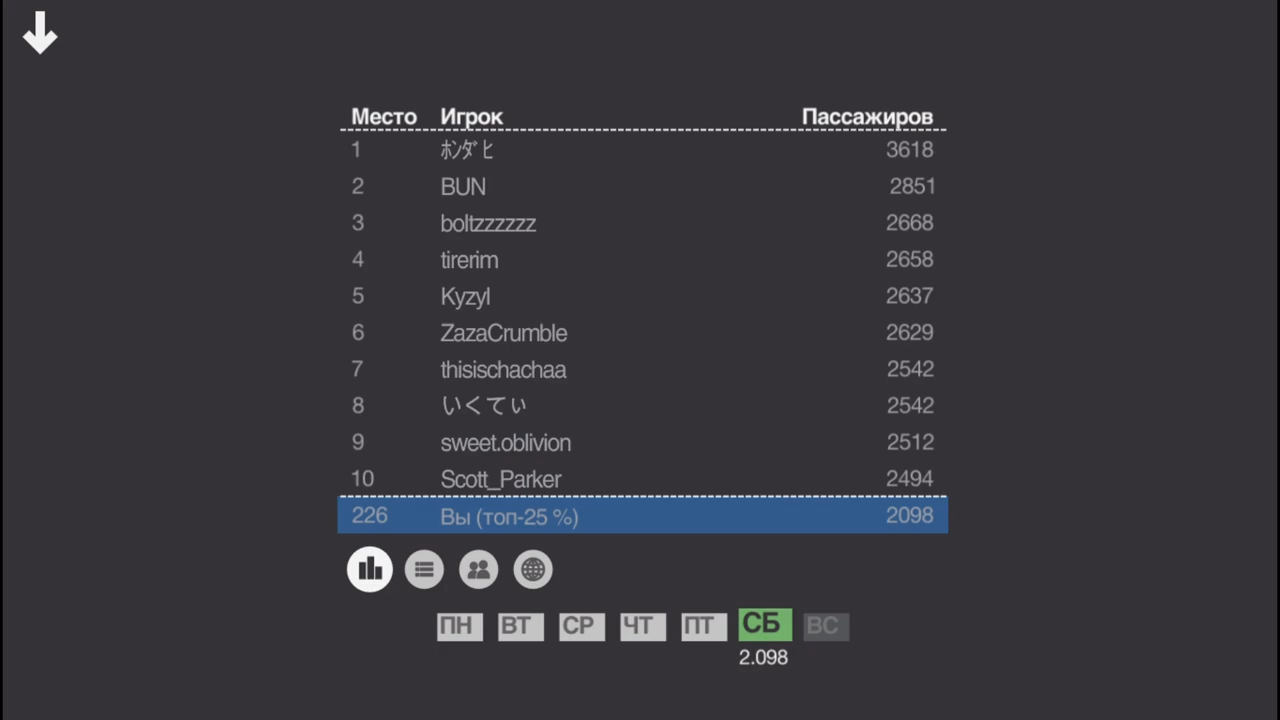 Место Игрок Пассажиров
1 ホンダヒ 3618
2 BUN 2851
3 boltzzzzzz 2668
4 tirerim 2658
5 Kyzyl 2637
6 ZazaCrumble 2629
7 thisischachaa 2542
8 いくてぃ 2542
9 sweet.oblivion 2512
10 Scott_Parker 2494
226 Вы (топ-25 %) 2098
ПН ВТ СР ЧТ ПТ СБ ВС
2.098